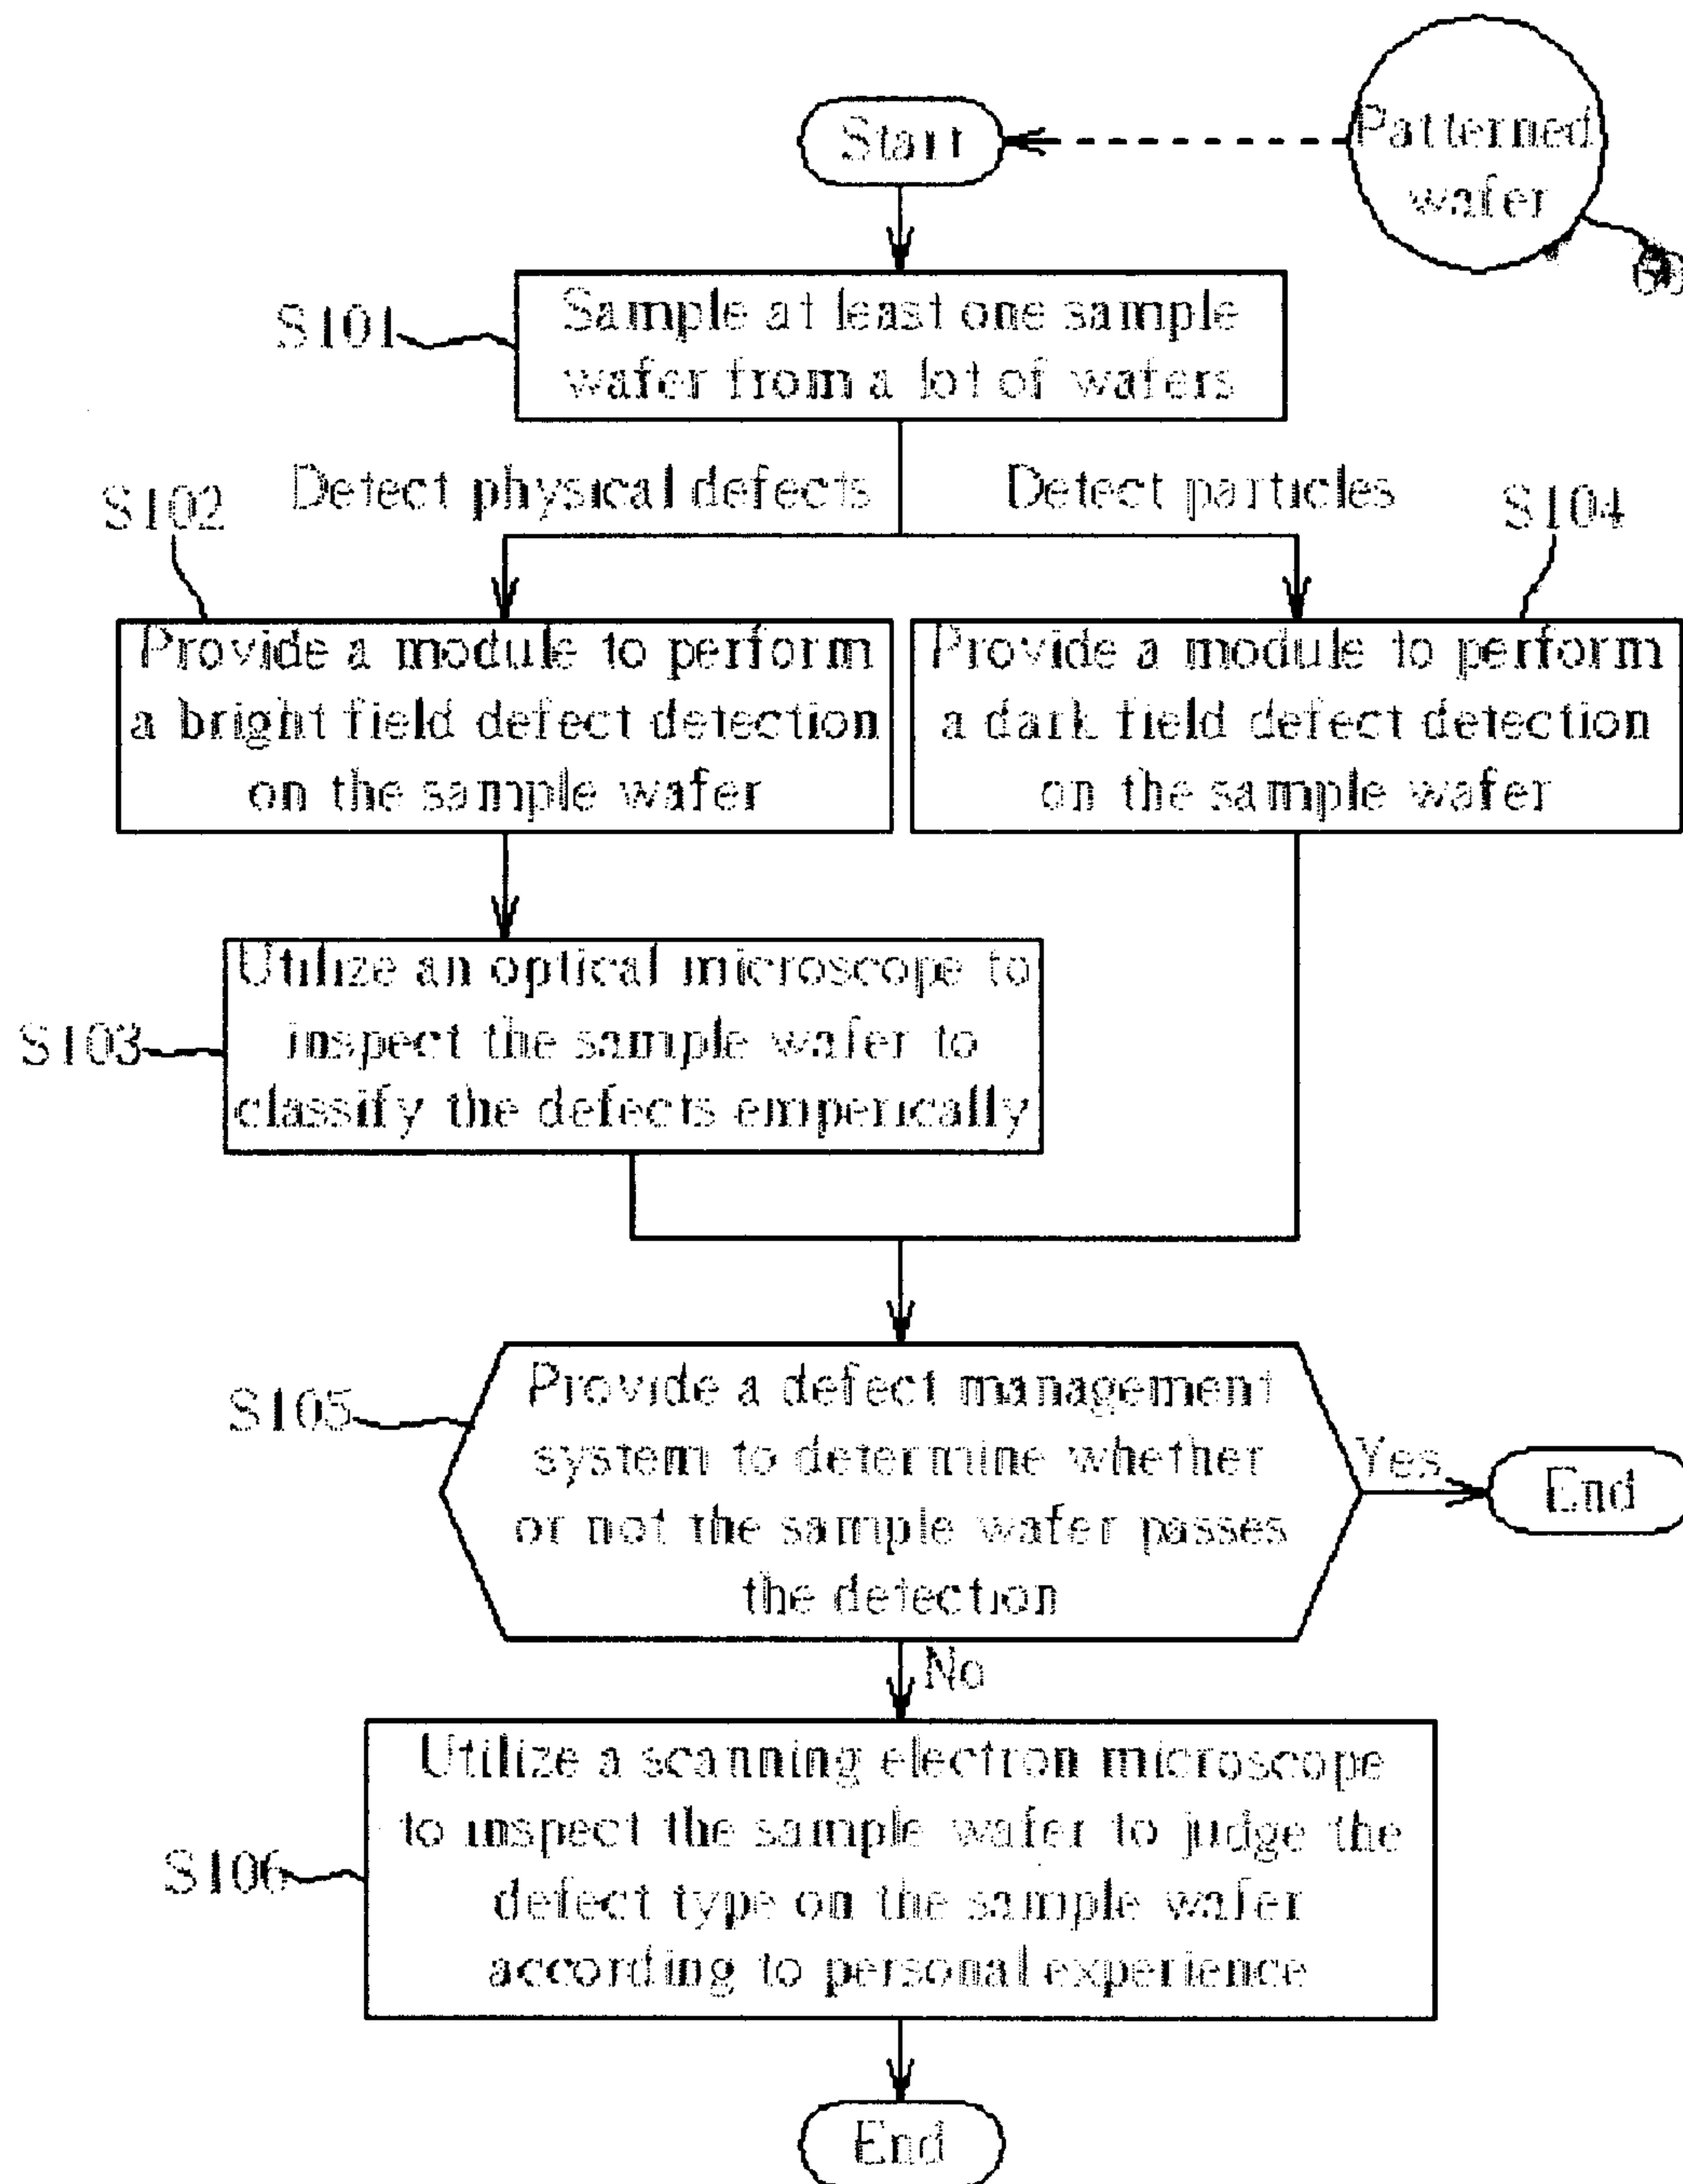 Start
Patterned
wafer
60
S101
Sample at least one sample
wafer from a lot of wafers
Detect physical defects
Detect particles
S102
S104
Provide a module to perform
a bright field defect detection
on the sample wafer
Provide a module to perform
a dark field defect detection
on the sample wafer
S103
Utilize an optical microscope to
inspect the sample wafer to
classify the defects emperically
S105
Provide a defect management
system to determine whether
or not the sample wafer passes
the detection
Yes
End
No
S106
Utilize a scanning electron microscope
to inspect the sample wafer to judge the
defect type on the sample wafer
according to personal experience
End